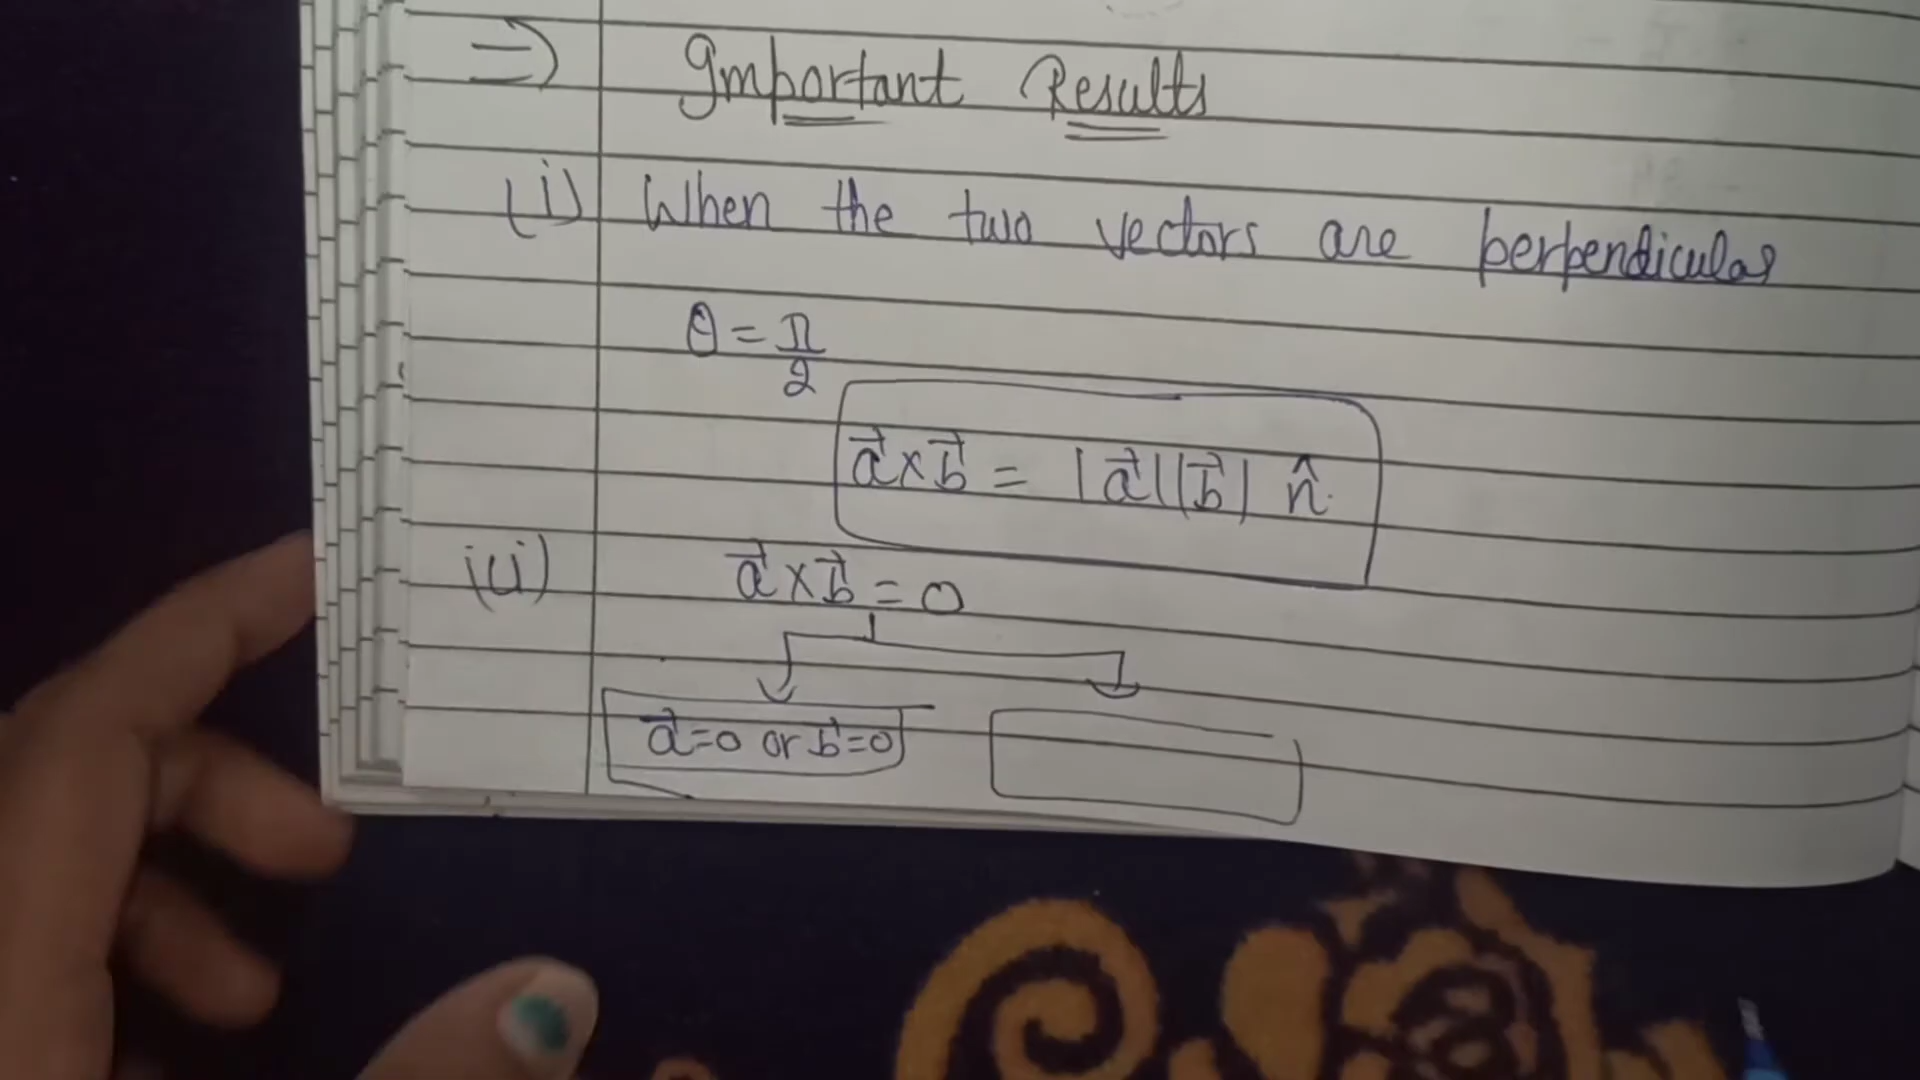 ⇒ Important Results
(i) When the two vectors are perpendicular
θ = π/2
a⃗ × b⃗ = |a⃗||b⃗| n̂.
(ii) a⃗ × b⃗ = 0
a⃗ = 0 or b⃗ = 0